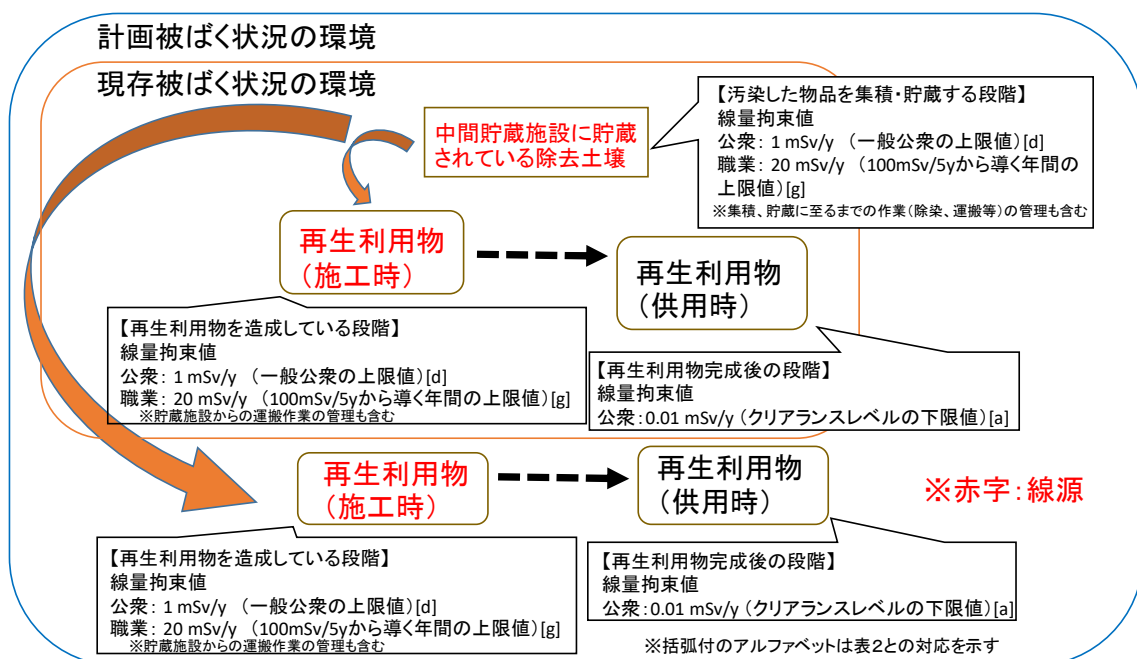 計画被ばく状況の環境
現存被ばく状況の環境
中間貯蔵施設に貯蔵
されている除去土壌
【汚染した物品を集積・貯蔵する段階】
線量拘束値
公衆: 1 mSv/y （一般公衆の上限値）[d]
職業: 20 mSv/y （100mSv/5yから導く年間の
上限値）[g]
※集積、貯蔵に至るまでの作業（除染、運搬等）の管理も含む
再生利用物
（施工時）
再生利用物
（供用時）
【再生利用物を造成している段階】
線量拘束値
公衆: 1 mSv/y （一般公衆の上限値）[d]
職業: 20 mSv/y （100mSv/5yから導く年間の上限値）[g]
※貯蔵施設からの運搬作業の管理も含む
【再生利用物完成後の段階】
線量拘束値
公衆:0.01 mSv/y （クリアランスレベルの下限値）[a]
再生利用物
（施工時）
再生利用物
（供用時）
※赤字：線源
【再生利用物を造成している段階】
線量拘束値
公衆: 1 mSv/y （一般公衆の上限値）[d]
職業: 20 mSv/y （100mSv/5yから導く年間の上限値）[g]
※貯蔵施設からの運搬作業の管理も含む
【再生利用物完成後の段階】
線量拘束値
公衆:0.01 mSv/y （クリアランスレベルの下限値）[a]
※括弧付のアルファベットは表２との対応を示す